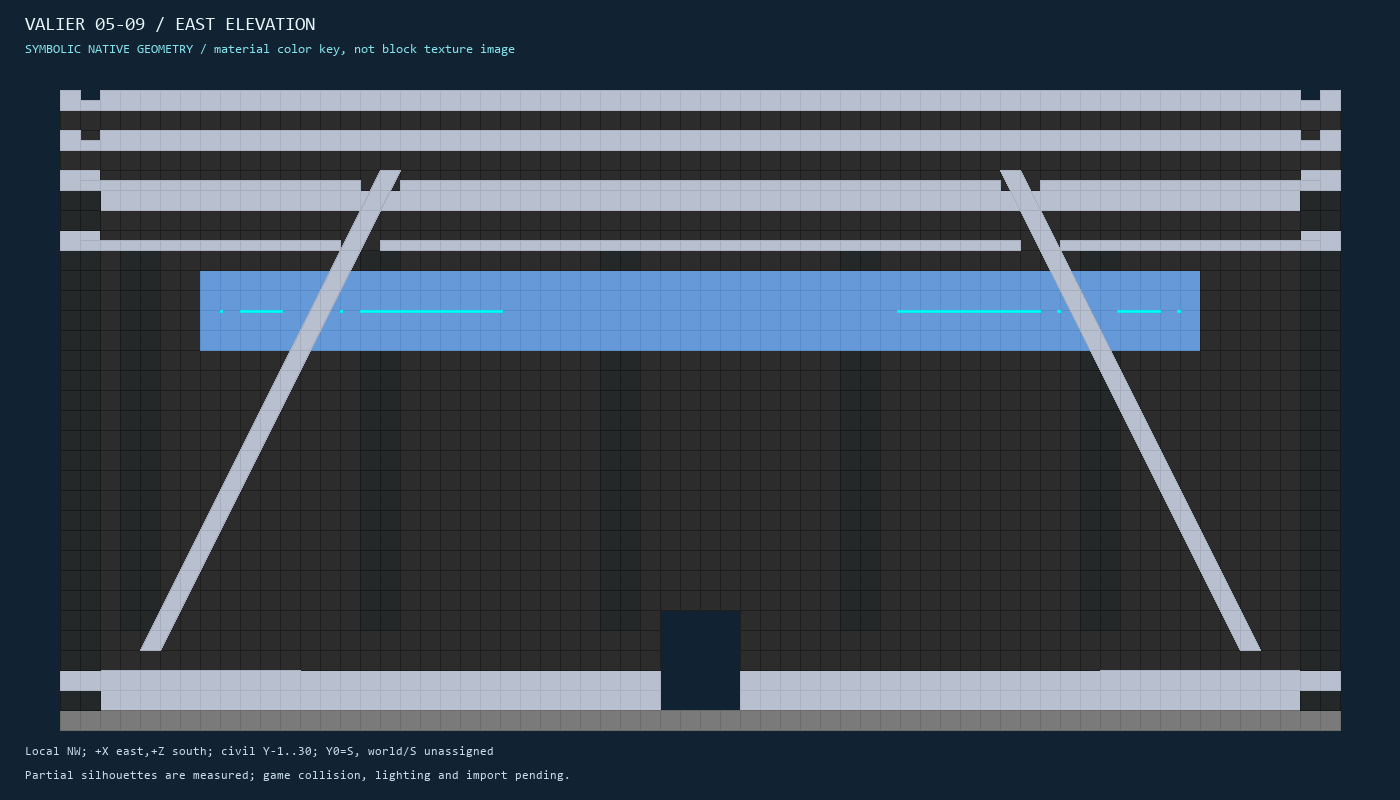 VALIER 05-09 / EAST ELEVATION
SYMBOLIC NATIVE GEOMETRY / material color key, not block texture image
Local NW; +X east,+Z south; civil Y-1..30; Y0=S, world/S unassigned
Partial silhouettes are measured; game collision, lighting and import pending.